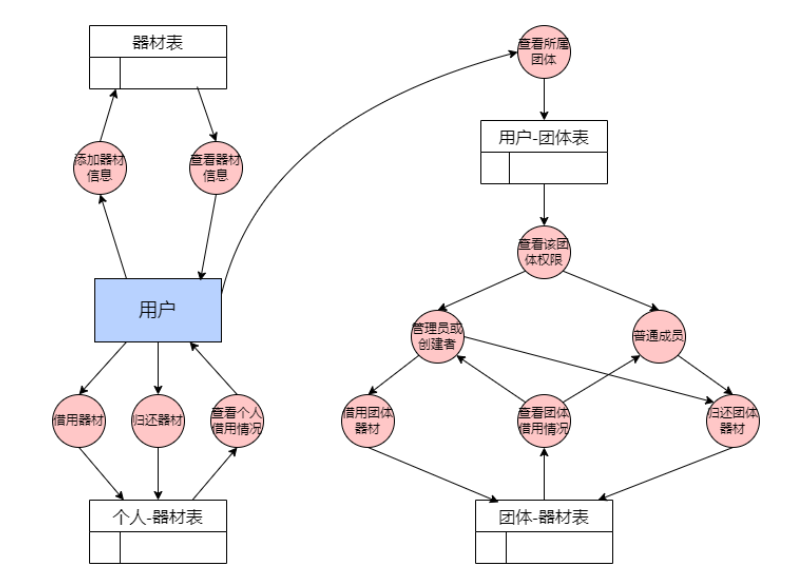 器材表
查看所属
团体
用户-团体表
添加器材
信息
查看器材
信息
查看该团
体权限
用户
管理员或
创建者
普通成员
借用器材
归还器材
查看个人
借用情况
借用团体
器材
查看团体
借用情况
归还团体
器材
个人-器材表
团体-器材表